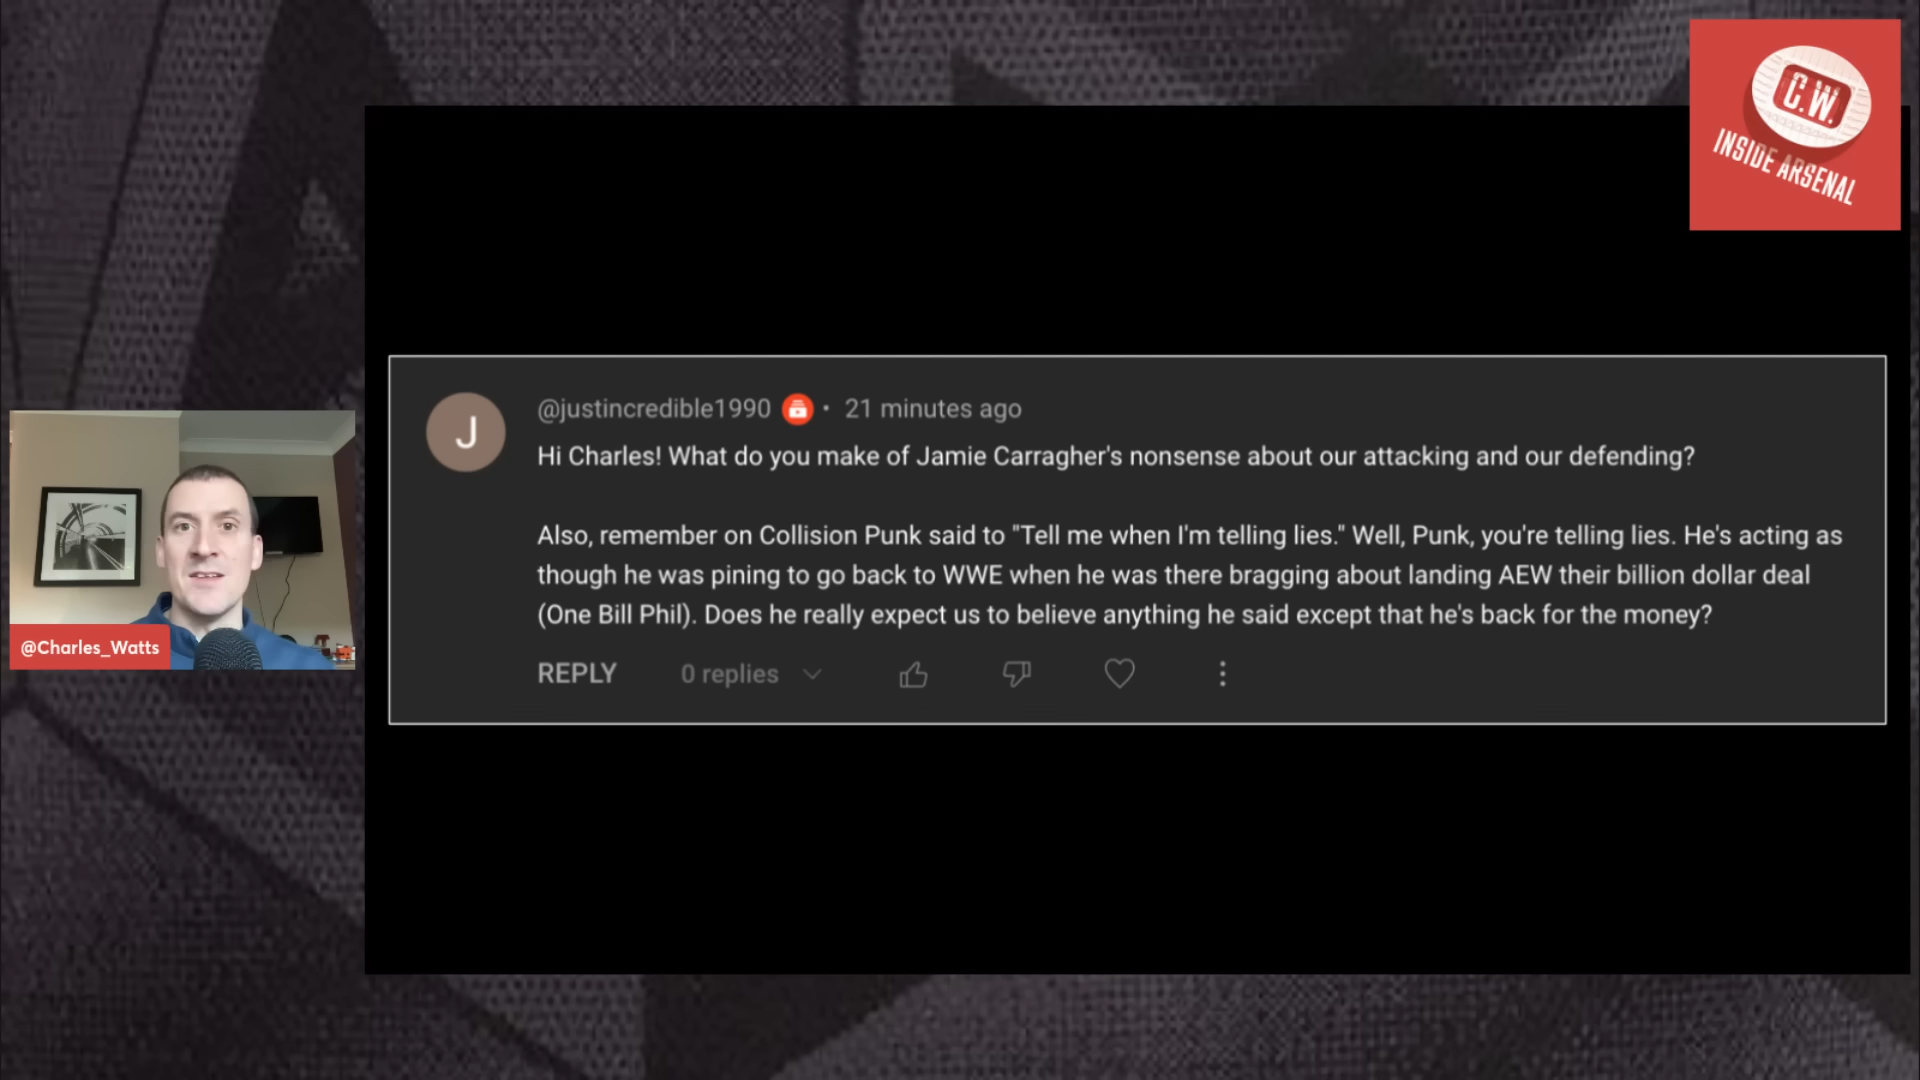 C.W.
INSIDE ARSENAL
J
@justincredible1990 • 21 minutes ago
Hi Charles! What do you make of Jamie Carragher's nonsense about our attacking and our defending?
Also, remember on Collision Punk said to "Tell me when I'm telling lies." Well, Punk, you're telling lies. He's acting as
though he was pining to go back to WWE when he was there bragging about landing AEW their billion dollar deal
(One Bill Phil). Does he really expect us to believe anything he said except that he's back for the money?
REPLY 0 replies
@Charles_Watts